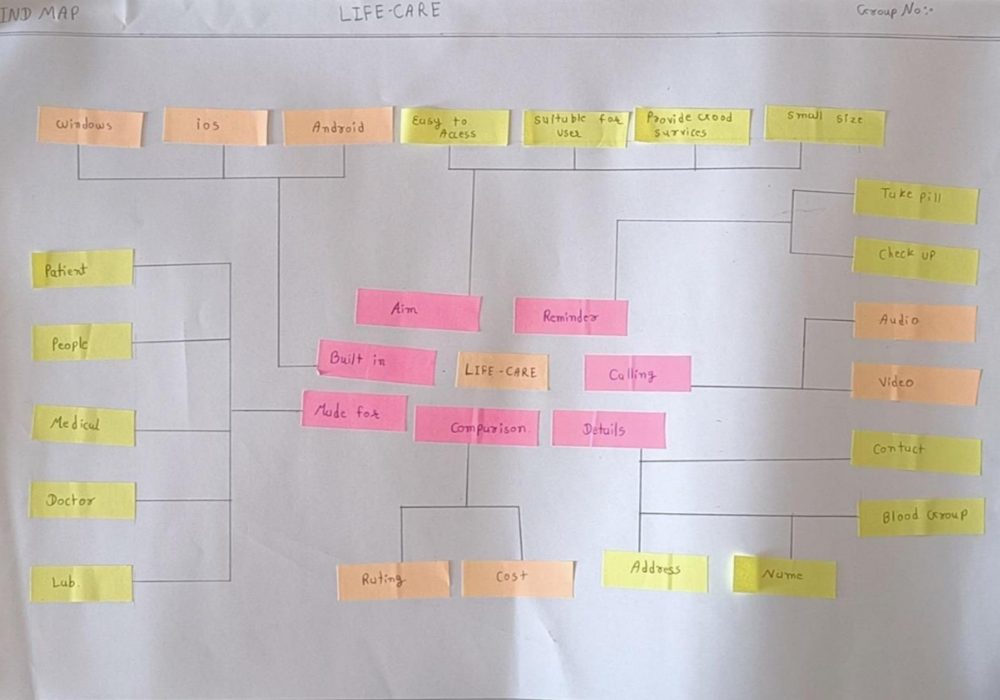 IND MAP
LIFE-CARE
Group No:-
Windows
ios
Android
Easy to
Access
Suituble for
User
Provide Good
Survices
Small Size
Take pill
Check up
Patient
Aim
Reminder
Audio
People
Built in
LIFE-CARE
Calling
Video
Medical
Made for
Comparison
Details
Contact
Doctor
Blood Group
Lab.
Rating
Cost
Address
Name